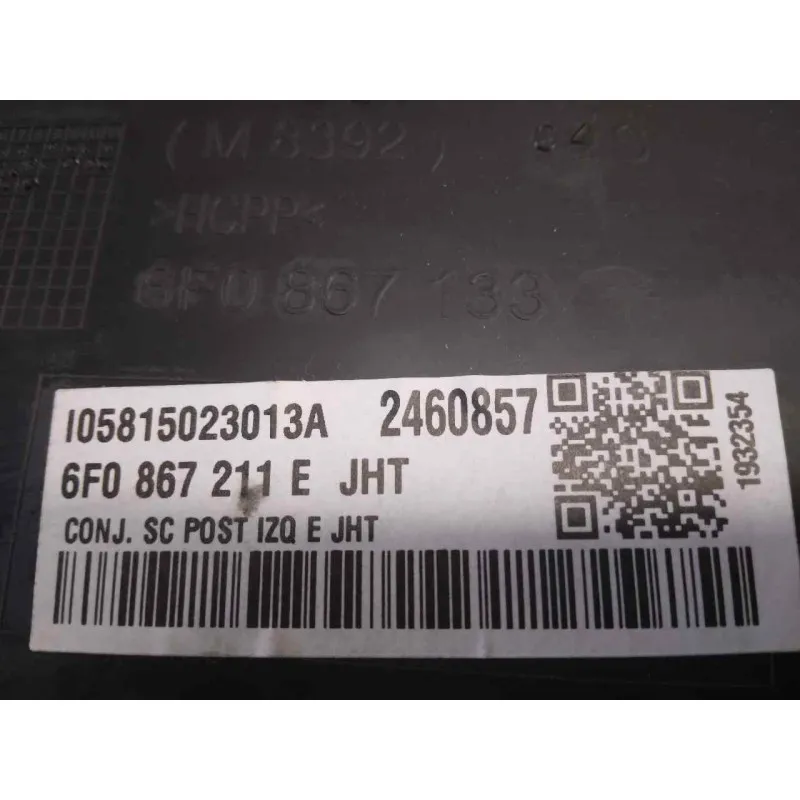 ( M 8392 )
>HCPP<
6F0 867 133
I05815023013A 2460857
6F0 867 211 E JHT
CONJ. SC POST IZQ E JHT
1932354